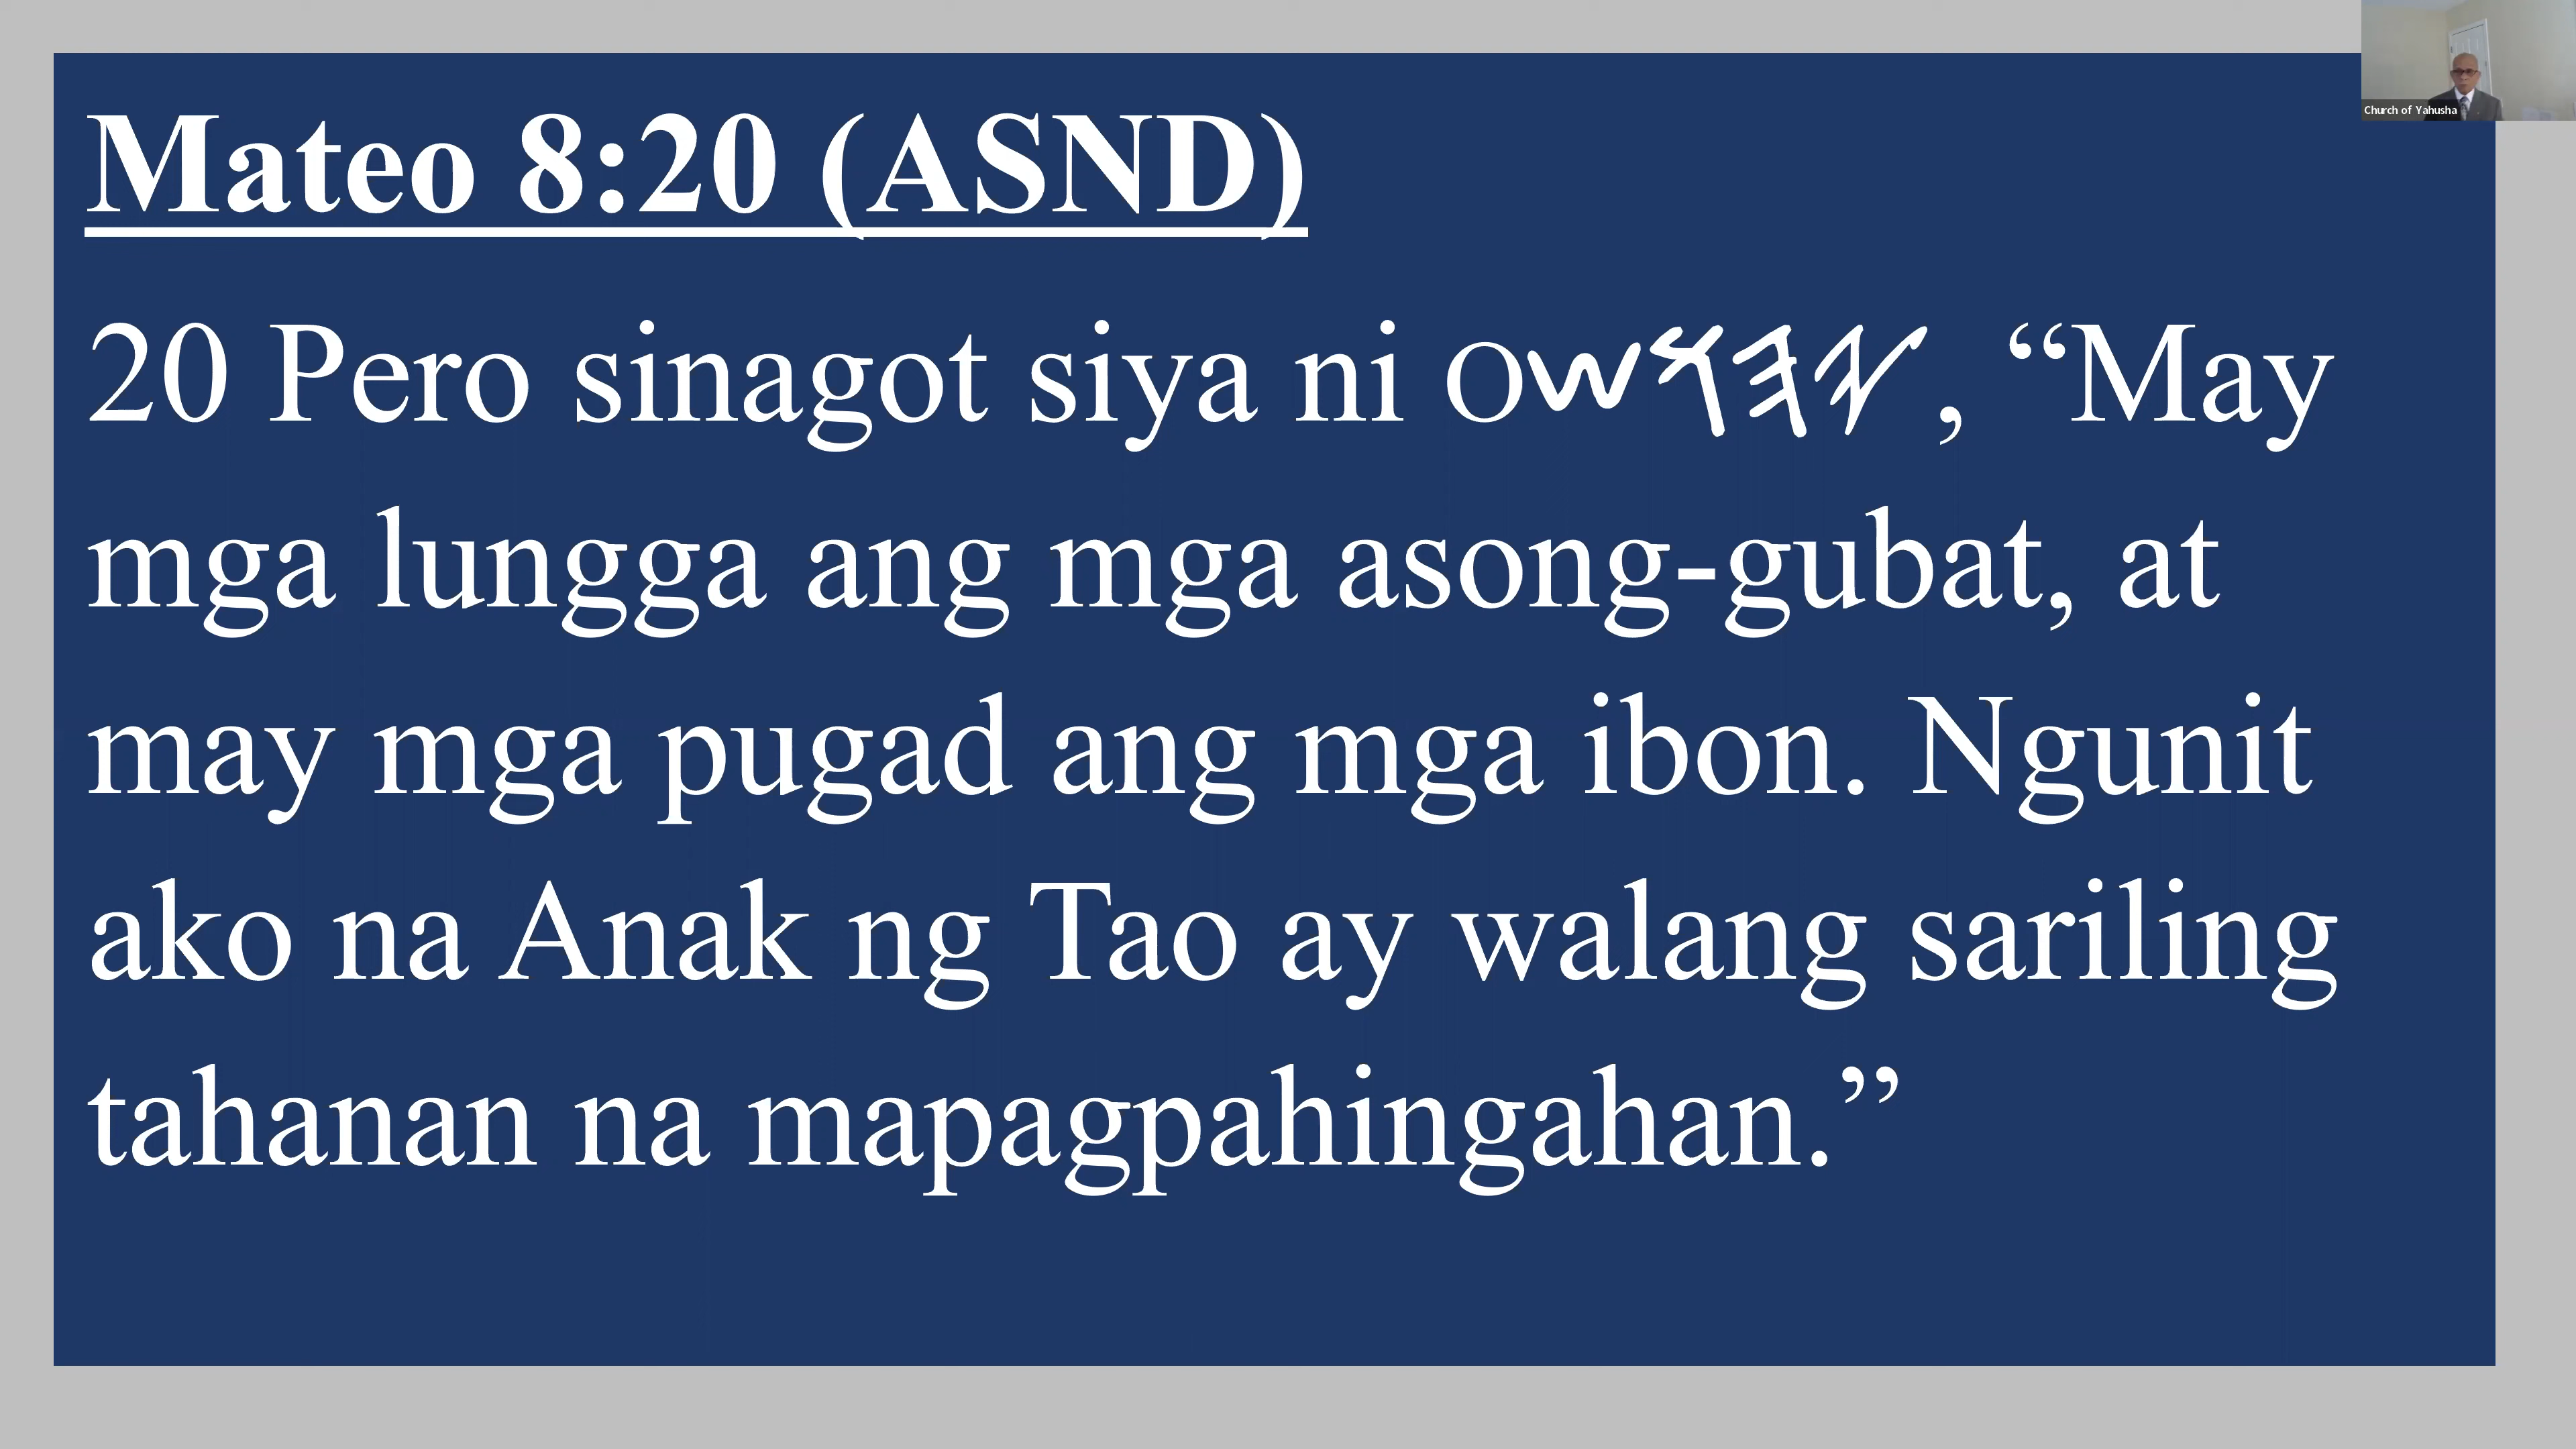 Mateo 8:20 (ASND)
20 Pero sinagot siya ni 𐤉𐤄𐤅𐤔𐤏, “May
mga lungga ang mga asong-gubat, at
may mga pugad ang mga ibon. Ngunit
ako na Anak ng Tao ay walang sariling
tahanan na mapagpahingahan.”
Church of Yahusha